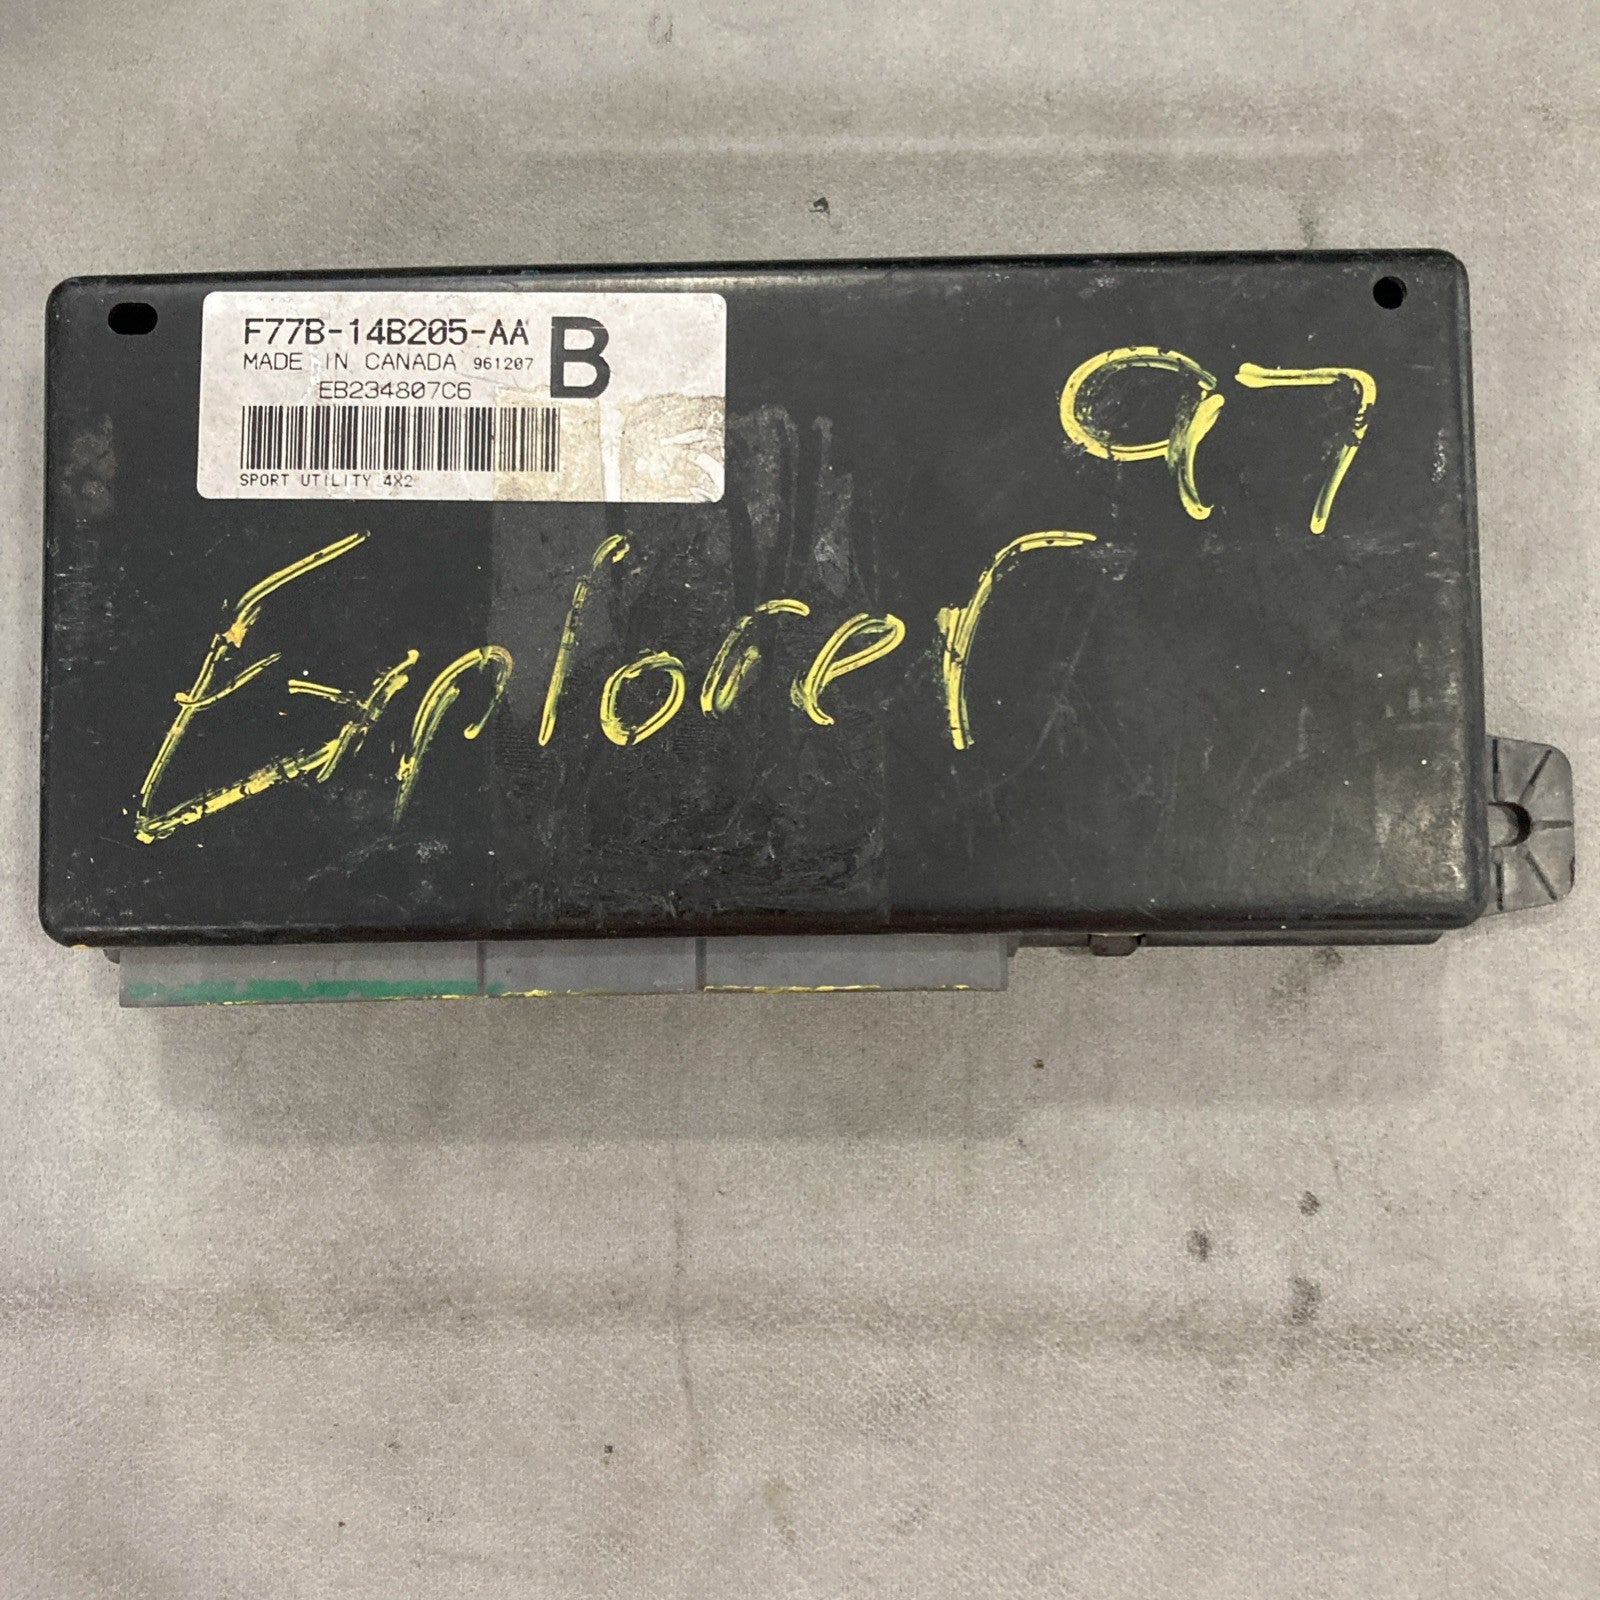 F77B-14B205-AA B
MADE IN CANADA 961207
EB234807C6
SPORT UTILITY 4X2
97
Explorer